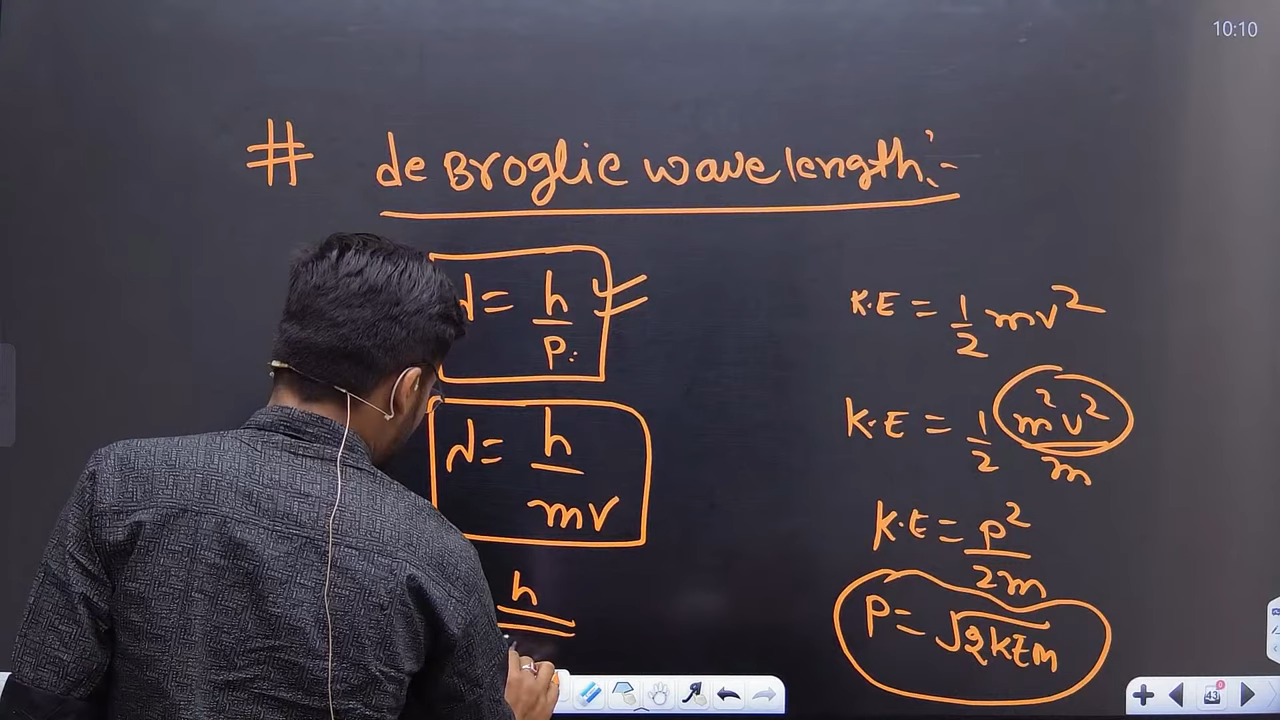 10:10
# de Broglie wavelength:-
λ = h/p
λ = h/mv
h
K.E = 1/2 mv²
K.E = 1/2 m²v²/m
K.E = p²/2m
P = √2KEm
43